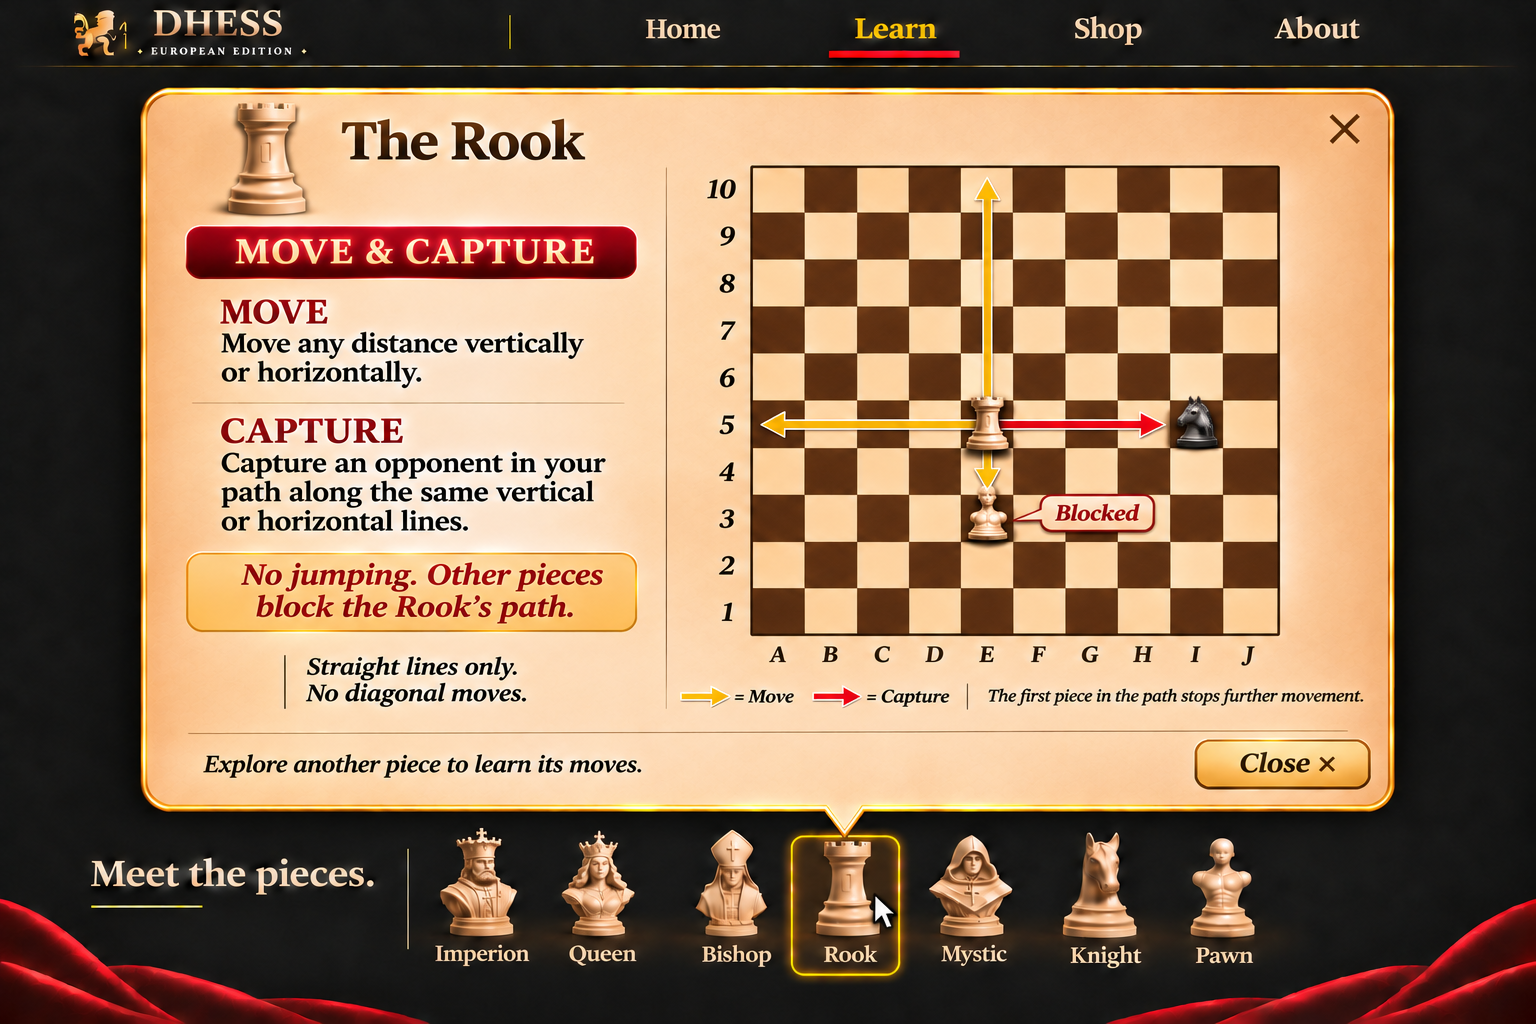 DHESS
EUROPEAN EDITION
Home
Learn
Shop
About
The Rook
MOVE & CAPTURE
MOVE
Move any distance vertically
or horizontally.
CAPTURE
Capture an opponent in your
path along the same vertical
or horizontal lines.
No jumping. Other pieces
block the Rook's path.
Straight lines only.
No diagonal moves.
10
9
8
7
6
5
4
3
2
1
Blocked
A B C D E F G H I J
= Move
= Capture
The first piece in the path stops further movement.
Explore another piece to learn its moves.
Close ×
Meet the pieces.
Imperion
Queen
Bishop
Rook
Mystic
Knight
Pawn